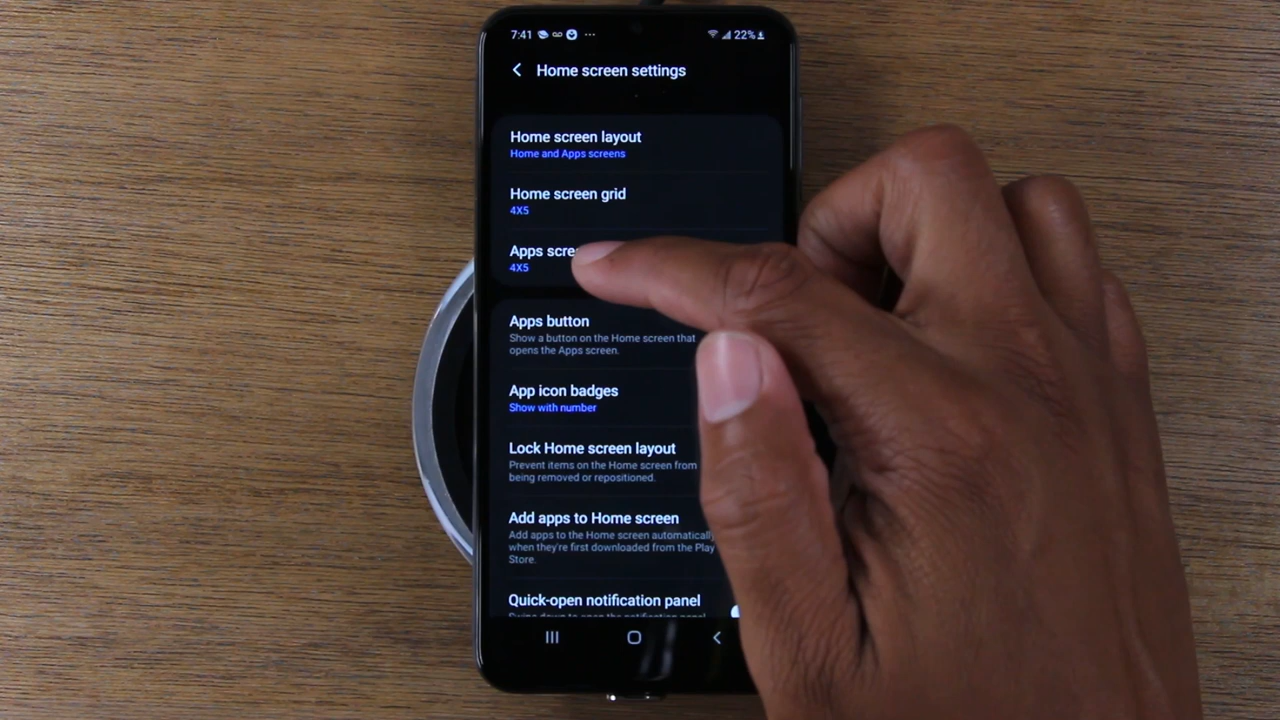 7:41 ... 22%
Home screen settings
Home screen layout
Home and Apps screens
Home screen grid
4X5
Apps
4X5
Apps button
Show a button on the Home screen that
opens the Apps screen.
App icon badges
Show with number
Lock Home screen layout
Prevent items on the Home screen from
being removed or repositioned.
Add apps to Home screen
Add apps to the Home screen automatically
when they're first downloaded from the Play
Store.
Quick-open notification panel